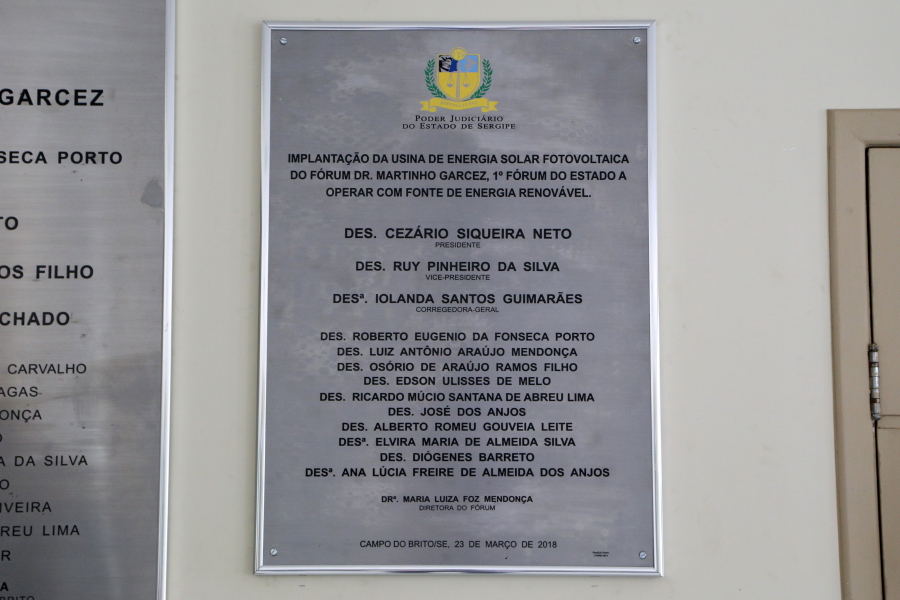 GARCEZ
SECA PORTO
TO
OS FILHO
CHADO
CARVALHO
AGAS
ONÇA
O
A DA SILVA
O
IVEIRA
REU LIMA
R
A
PODER JUDICIÁRIO
DO ESTADO DE SERGIPE
IMPLANTAÇÃO DA USINA DE ENERGIA SOLAR FOTOVOLTAICA
DO FÓRUM DR. MARTINHO GARCEZ, 1º FÓRUM DO ESTADO A
OPERAR COM FONTE DE ENERGIA RENOVÁVEL.
DES. CEZÁRIO SIQUEIRA NETO
PRESIDENTE
DES. RUY PINHEIRO DA SILVA
VICE-PRESIDENTE
DESª. IOLANDA SANTOS GUIMARÃES
CORREGEDORA-GERAL
DES. ROBERTO EUGENIO DA FONSECA PORTO
DES. LUIZ ANTÔNIO ARAÚJO MENDONÇA
DES. OSÓRIO DE ARAÚJO RAMOS FILHO
DES. EDSON ULISSES DE MELO
DES. RICARDO MÚCIO SANTANA DE ABREU LIMA
DES. JOSÉ DOS ANJOS
DES. ALBERTO ROMEU GOUVEIA LEITE
DESª. ELVIRA MARIA DE ALMEIDA SILVA
DES. DIÓGENES BARRETO
DESª. ANA LÚCIA FREIRE DE ALMEIDA DOS ANJOS
DRª. MARIA LUIZA FOZ MENDONÇA
DIRETORA DO FÓRUM
CAMPO DO BRITO/SE, 23 DE MARÇO DE 2018